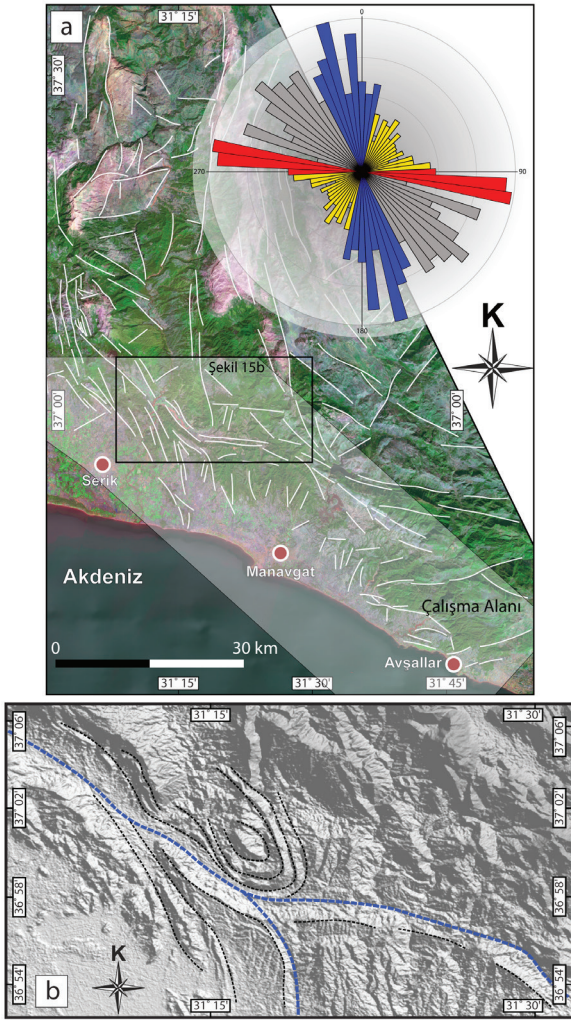 a
31° 15'
37° 30'
0
270
90
180
K
Şekil 15b
37° 00'
37° 00'
Serik
Manavgat
Akdeniz
Çalışma Alanı
0
30 km
Avşallar
31° 15'
31° 30'
31° 45'
31° 15'
31° 30'
37° 06'
37° 06'
37° 02'
37° 02'
36° 58'
36° 58'
36° 54'
36° 54'
K
b
31° 15'
31° 30'